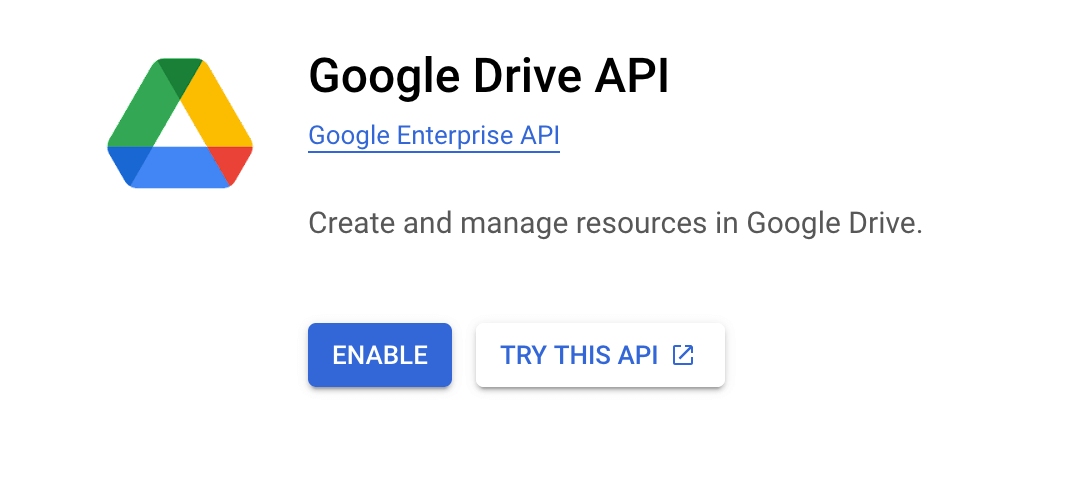 Google Drive API
Google Enterprise API
Create and manage resources in Google Drive.
ENABLE
TRY THIS API